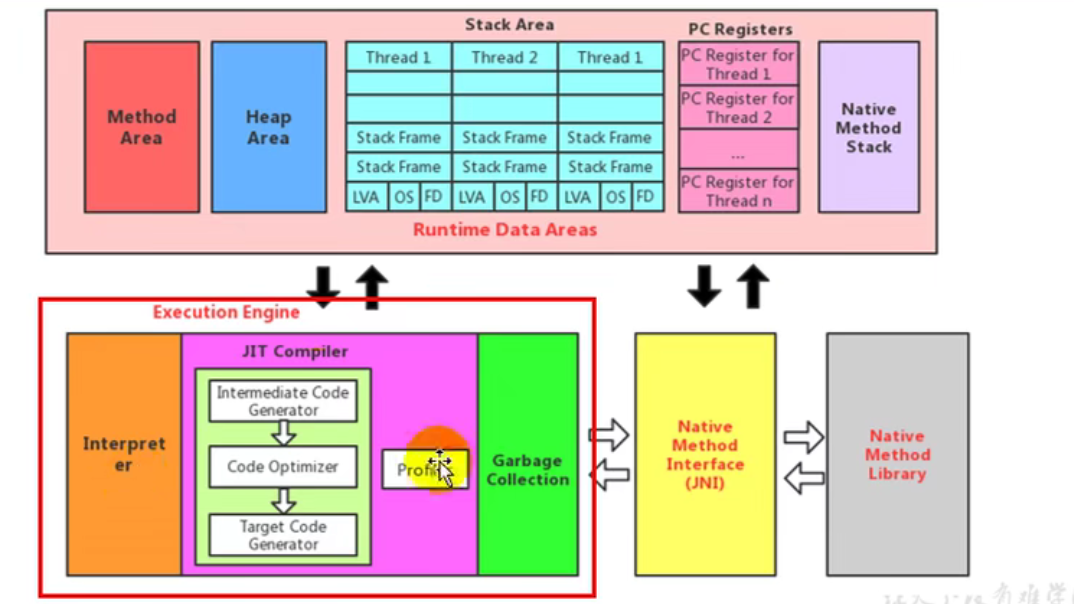 Stack Area
PC Registers
Method
Area
Heap
Area
Thread 1
Thread 2
Thread 1
Stack Frame
Stack Frame
Stack Frame
Stack Frame
Stack Frame
Stack Frame
LVA
OS
FD
LVA
OS
FD
LVA
OS
FD
PC Register for
Thread 1
PC Register for
Thread 2
...
PC Register for
Thread n
Native
Method
Stack
Runtime Data Areas
Execution Engine
Interpret
er
JIT Compiler
Intermediate Code
Generator
Code Optimizer
Target Code
Generator
Garbage
Collection
Native
Method
Interface
(JNI)
Native
Method
Library